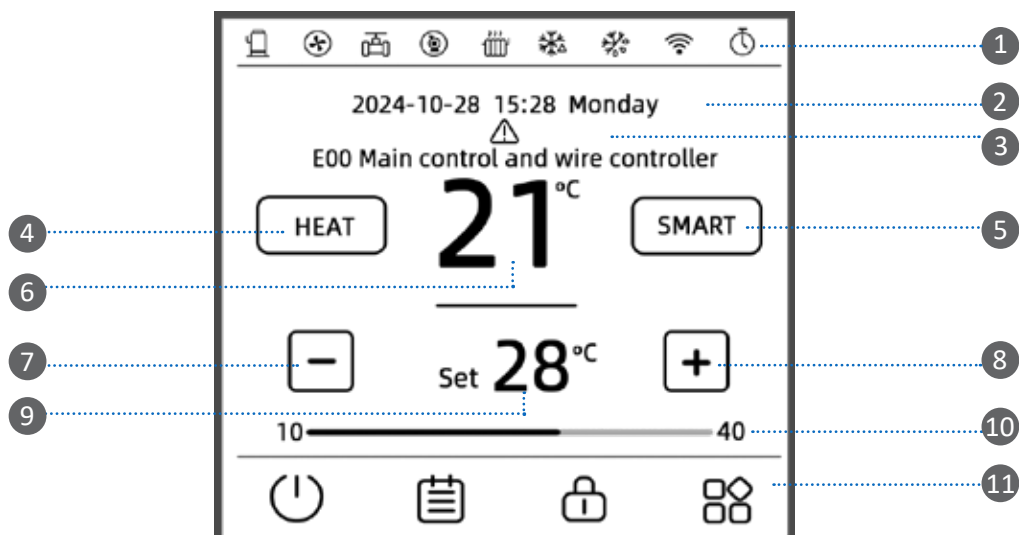 1
2024-10-28 15:28 Monday
2
3
E00 Main control and wire controller
21°C
4
HEAT
SMART
5
6
7
−
Set 28°C
+
8
9
10
40
10
11